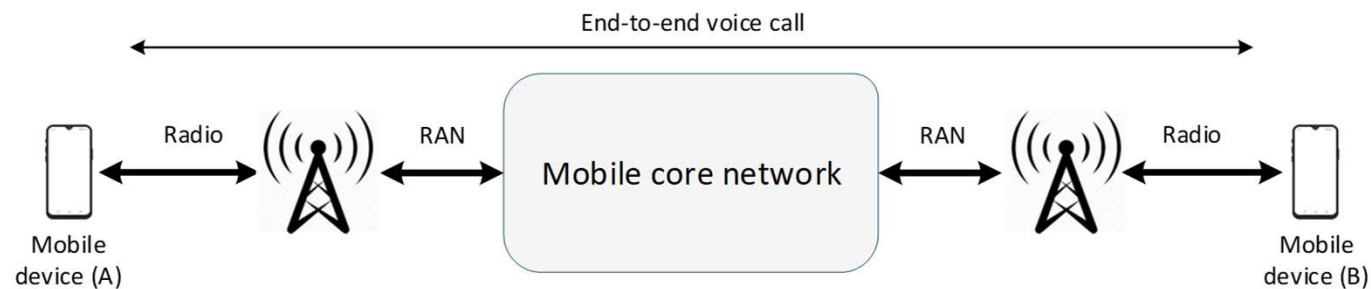 End-to-end voice call
Radio
RAN
Mobile core network
RAN
Radio
Mobile
device (A)
Mobile
device (B)